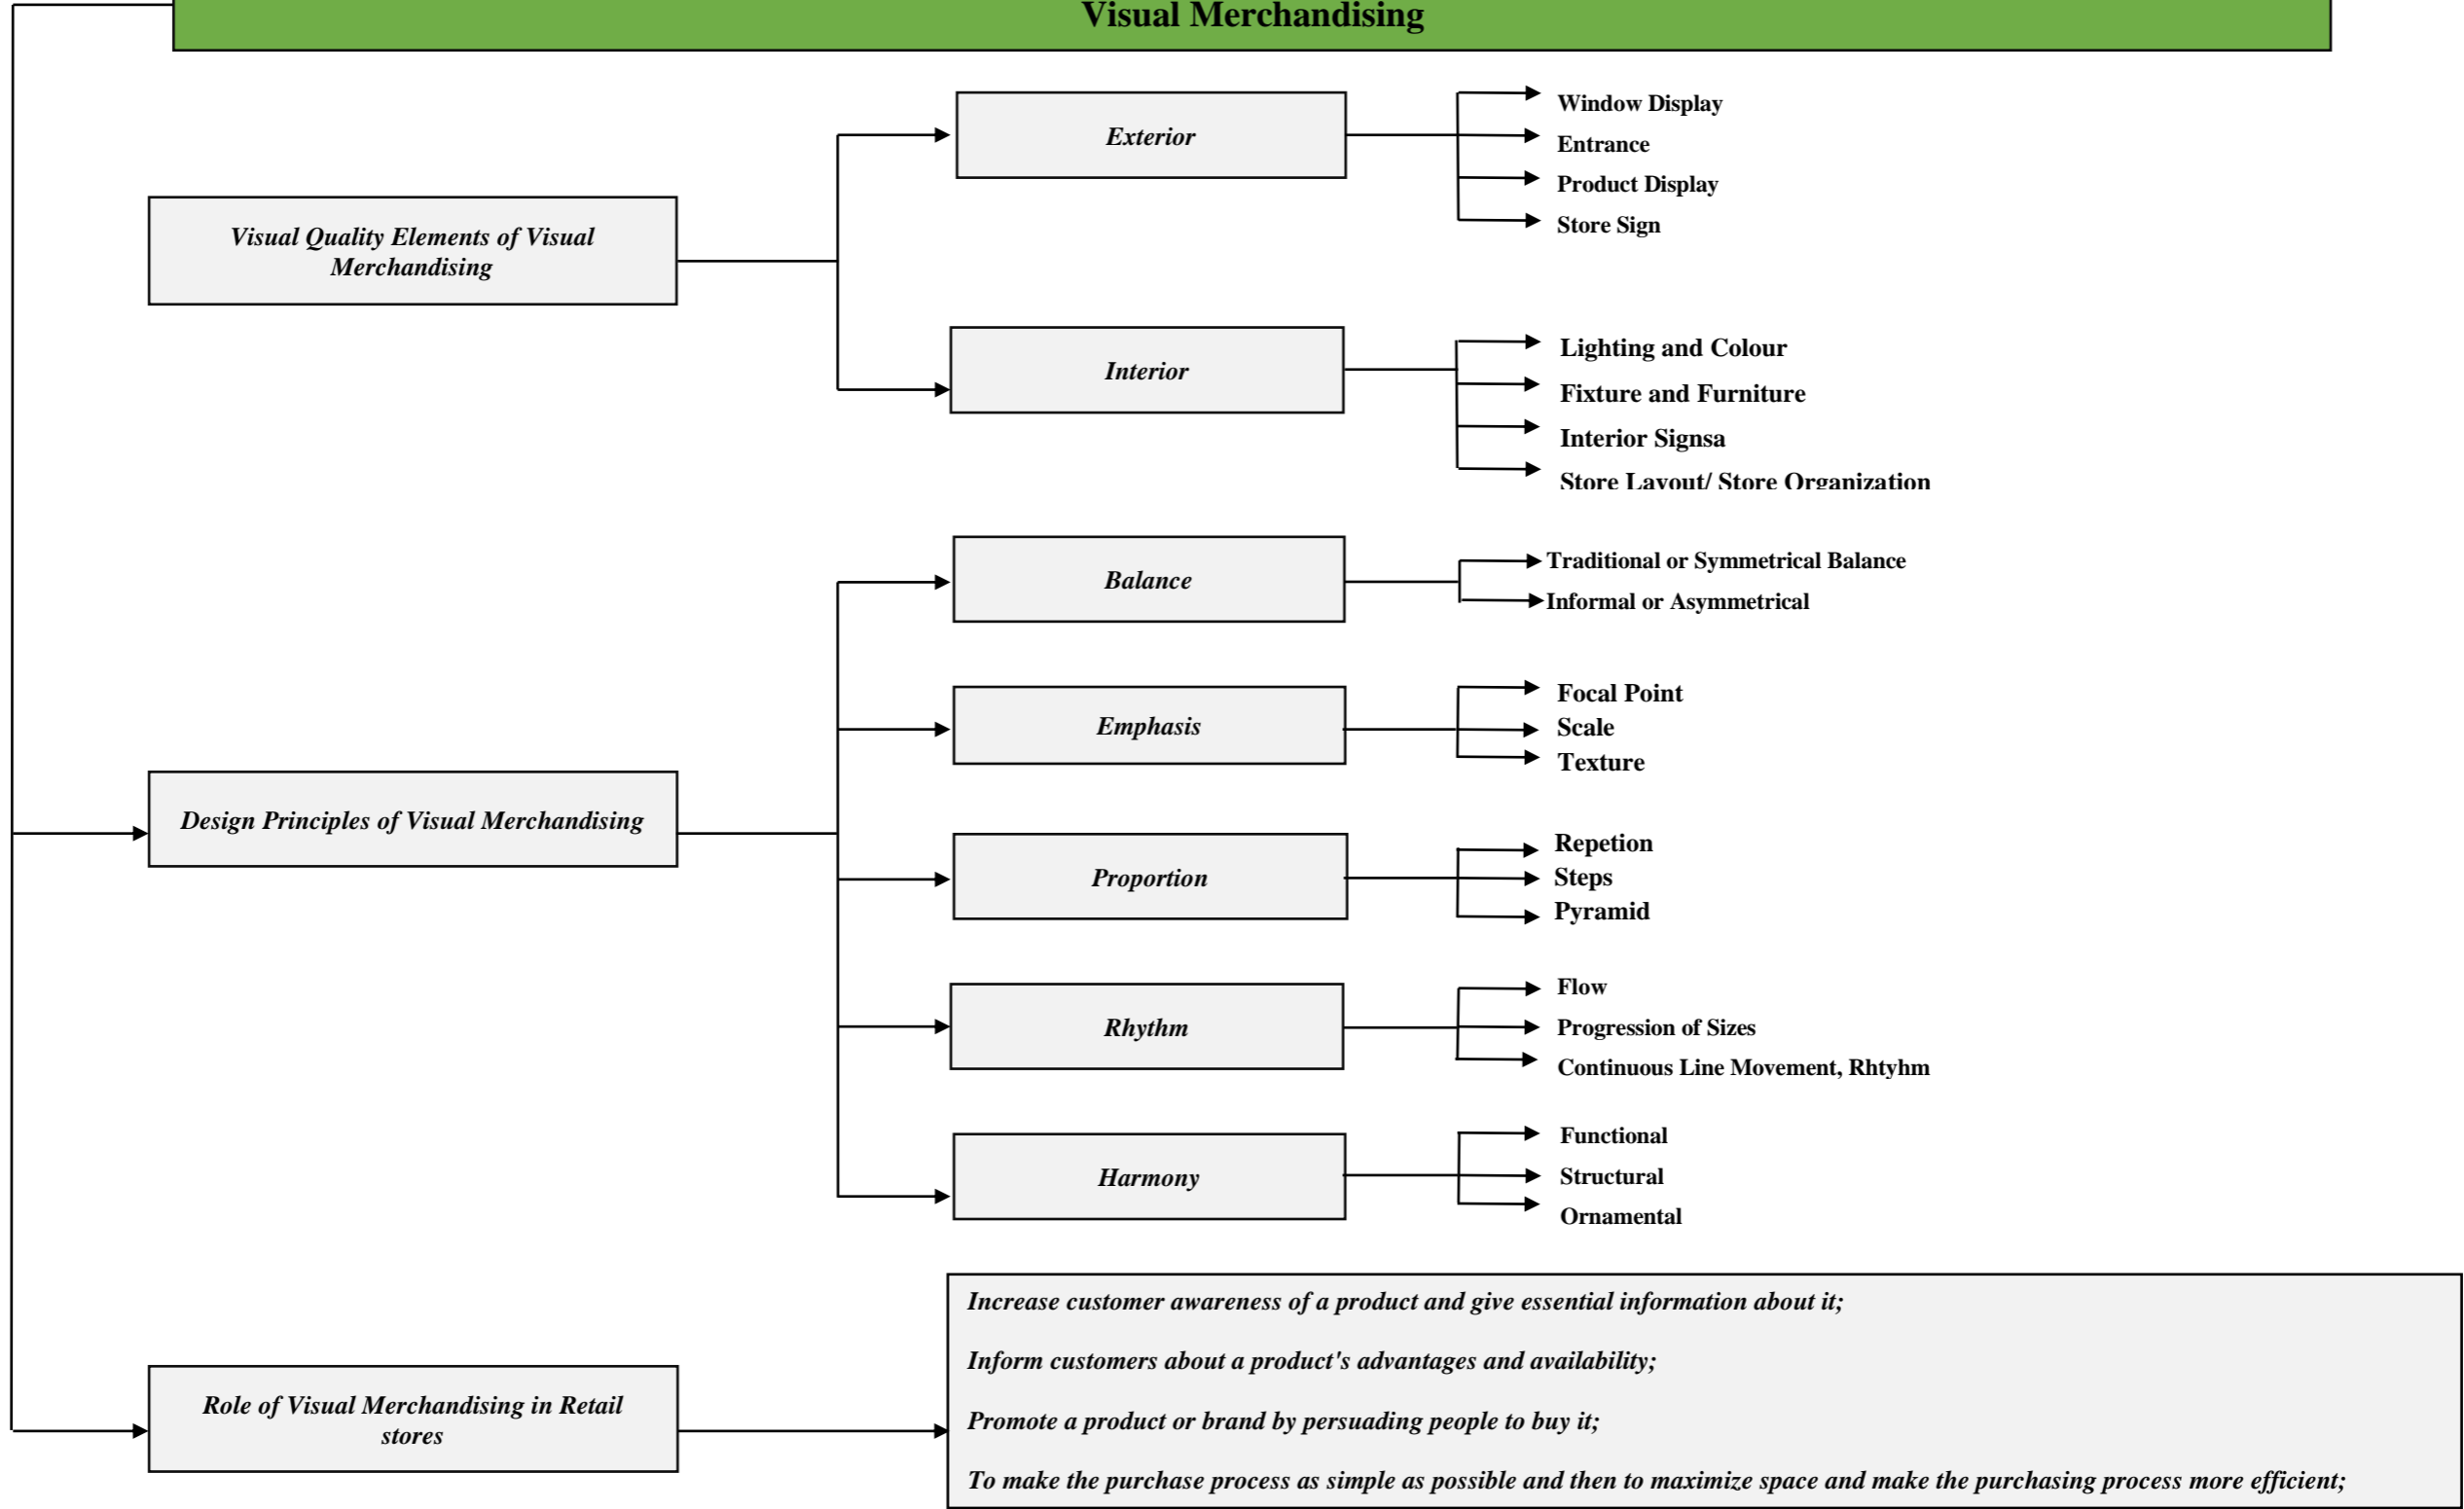 Visual Merchandising
Visual Quality Elements of Visual
Merchandising
Exterior
Window Display
Entrance
Product Display
Store Sign
Interior
Lighting and Colour
Fixture and Furniture
Interior Signsa
Store Layout/ Store Organization
Design Principles of Visual Merchandising
Balance
Traditional or Symmetrical Balance
Informal or Asymmetrical
Emphasis
Focal Point
Scale
Texture
Proportion
Repetion
Steps
Pyramid
Rhythm
Flow
Progression of Sizes
Continuous Line Movement, Rhtyhm
Harmony
Functional
Structural
Ornamental
Role of Visual Merchandising in Retail
stores
Increase customer awareness of a product and give essential information about it;
Inform customers about a product's advantages and availability;
Promote a product or brand by persuading people to buy it;
To make the purchase process as simple as possible and then to maximize space and make the purchasing process more efficient;